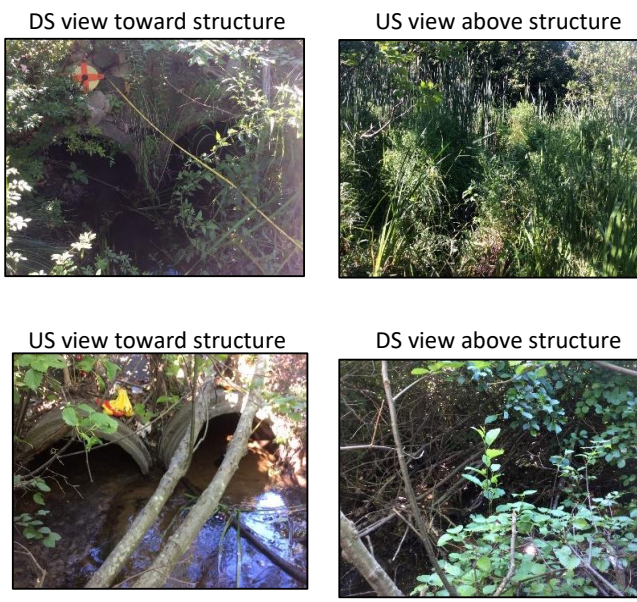 DS view toward structure
US view above structure
US view toward structure
DS view above structure